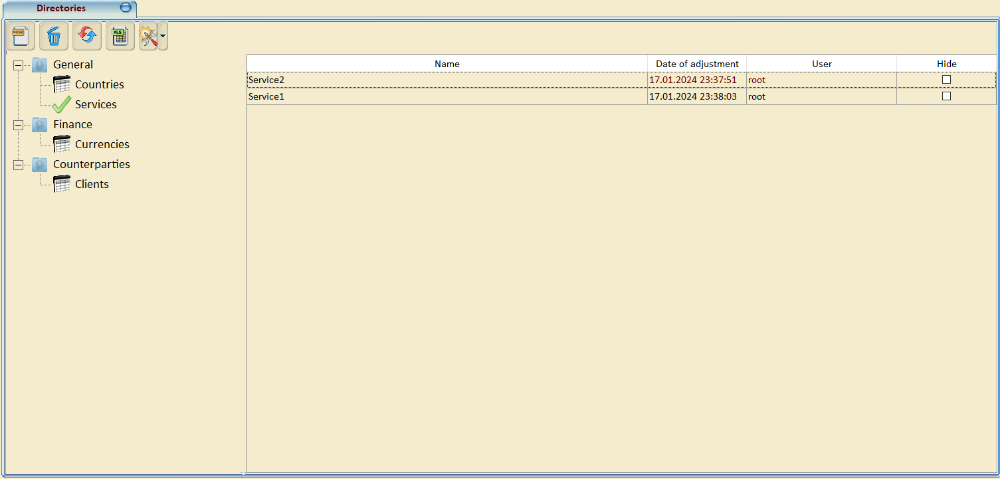 Directories
NEW
XLS
General
Countries
Services
Finance
Currencies
Counterparties
Clients
Name Date of adjustment User Hide
Service2 17.01.2024 23:37:51 root
Service1 17.01.2024 23:38:03 root